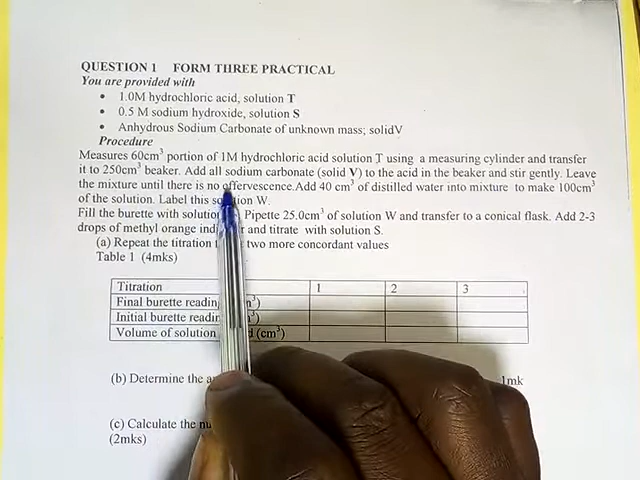 QUESTION 1 FORM THREE PRACTICAL
You are provided with
• 1.0M hydrochloric acid, solution T
• 0.5 M sodium hydroxide, solution S
• Anhydrous Sodium Carbonate of unknown mass; solidV
Procedure
Measures 60cm³ portion of 1M hydrochloric acid solution T using a measuring cylinder and transfer
it to 250cm³ beaker. Add all sodium carbonate (solid V) to the acid in the beaker and stir gently. Leave
the mixture until there is no effervescence.Add 40 cm³ of distilled water into mixture to make 100cm³
of the solution. Label this solution W.
Fill the burette with Pipette 25.0cm³ of solution W and transfer to a conical flask. Add 2-3
drops of methyl orange and titrate with solution S.
(a) Repeat the titration two more concordant values
Table 1 (4mks)
Titration 1 2 3
Final burette
Initial burette
Volume of solution (cm³)
(b) Determine the 1mk
(c) Calculate the
(2mks)